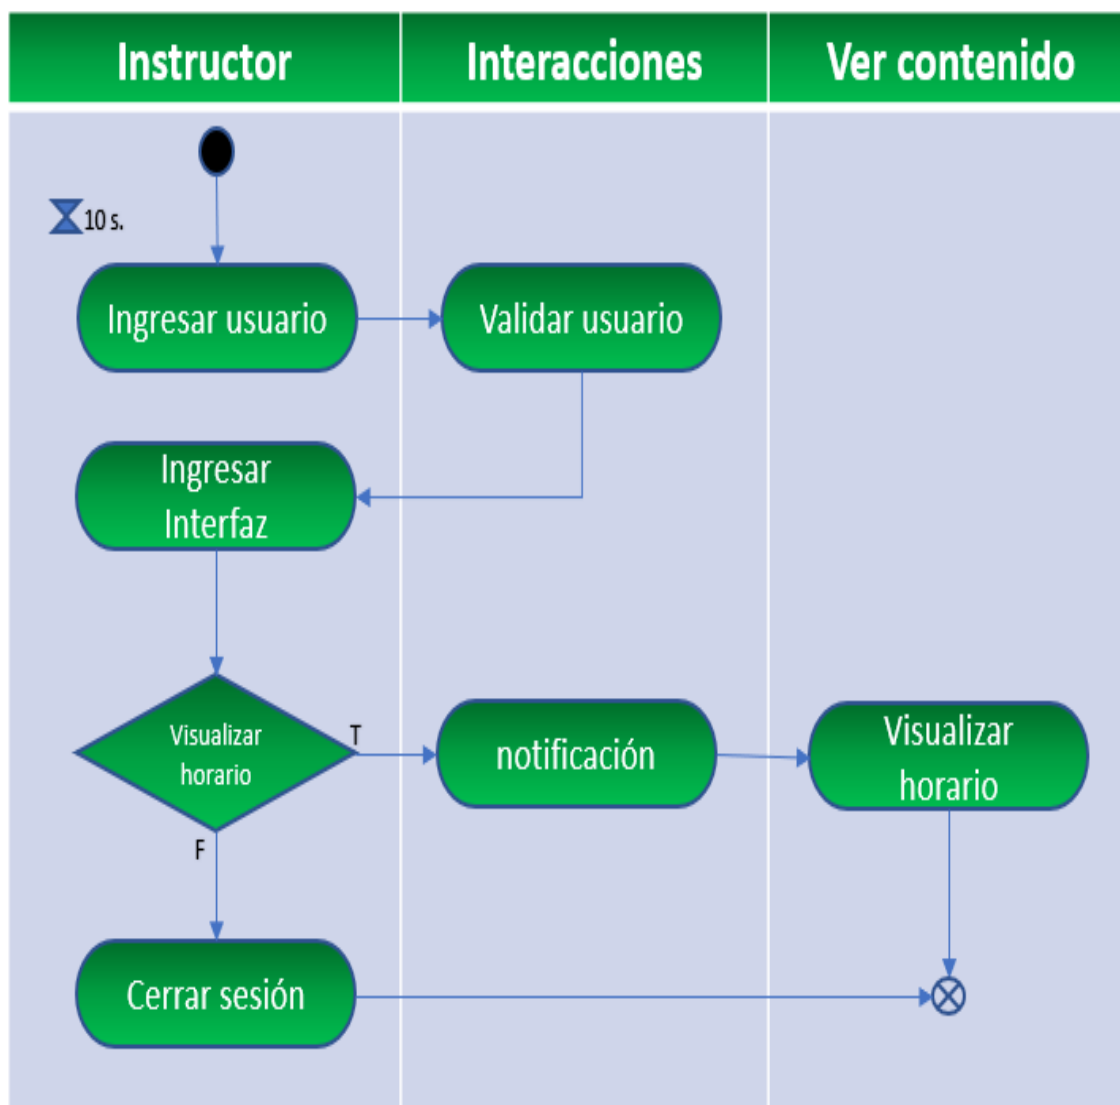 Instructor
Interacciones
Ver contenido
10 s.
Ingresar usuario
Validar usuario
Ingresar
Interfaz
Visualizar
horario
T
notificación
Visualizar
horario
F
Cerrar sesión